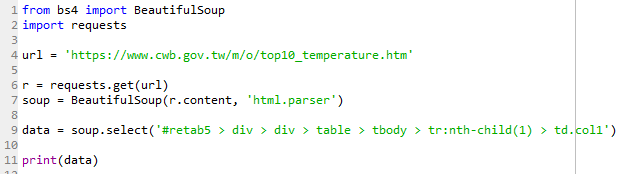 1 from bs4 import BeautifulSoup
2 import requests
3
4 url = 'https://www.cwb.gov.tw/m/o/top10_temperature.htm'
5
6 r = requests.get(url)
7 soup = BeautifulSoup(r.content, 'html.parser')
8
9 data = soup.select('#retab5 > div > div > table > tbody > tr:nth-child(1) > td.col1')
10
11 print(data)